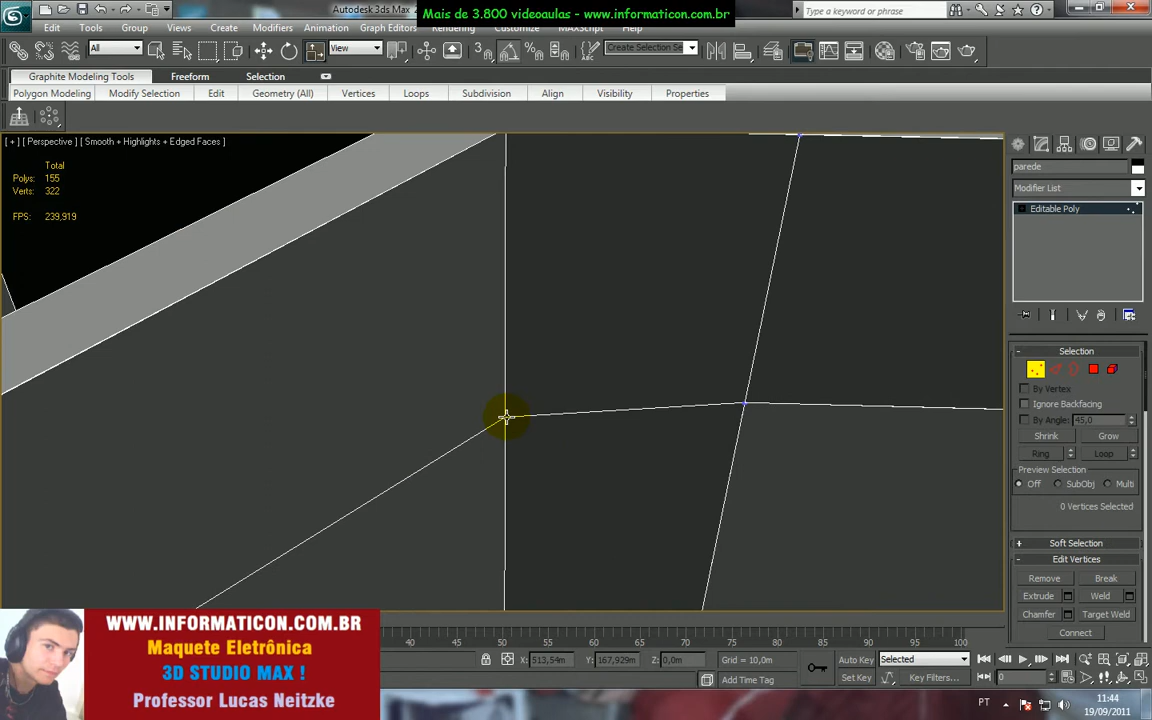 Autodesk 3ds Max 2
Mais de 3.800 videoaulas - www.informaticon.com.br
Type a keyword or phrase
Edit Tools Group Views Create Modifiers Animation Graph Editors Rendering Customize MAXScript Help
All
View
3
Create Selection Se
Graphite Modeling Tools Freeform Selection
Polygon Modeling Modify Selection Edit Geometry (All) Vertices Loops Subdivision Align Visibility Properties
[ + ] [ Perspective ] [ Smooth + Highlights + Edged Faces ]
Total
Polys: 155
Verts: 322
FPS: 239,919
parede
Modifier List
Editable Poly
Selection
By Vertex
Ignore Backfacing
By Angle: 45,0
Shrink Grow
Ring Loop
Preview Selection
Off SubObj Multi
0 Vertices Selected
Soft Selection
Edit Vertices
Remove Break
Extrude Weld
Chamfer Target Weld
Connect
WWW.INFORMATICON.COM.BR
Maquete Eletrônica
3D STUDIO MAX !
Professor Lucas Neitzke
40 45 50 55 60 65 70 75 80 85 90 95 100
X: 513,54m Y: 167,929m Z: 0,0m Grid = 10,0m
Add Time Tag
Auto Key Selected
Set Key Key Filters...
0
PT
11:44
19/09/2011